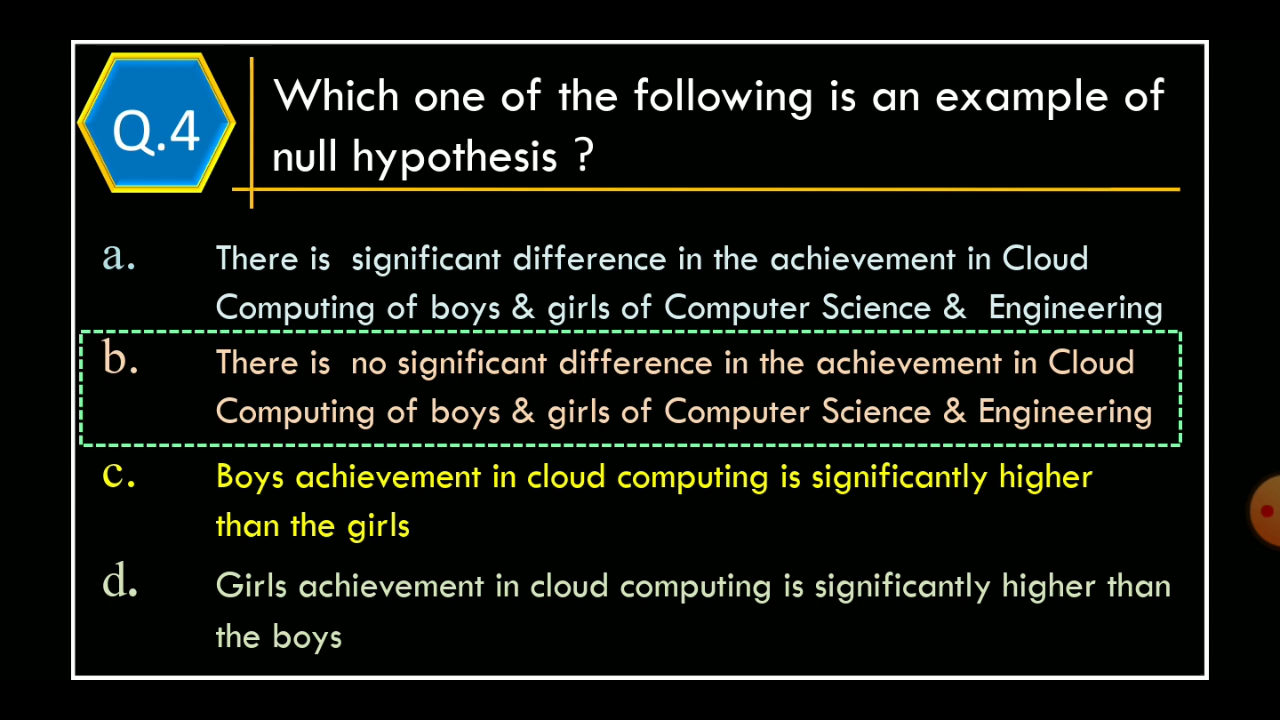 Q.4
Which one of the following is an example of
null hypothesis ?
a. There is significant difference in the achievement in Cloud
Computing of boys & girls of Computer Science & Engineering
b. There is no significant difference in the achievement in Cloud
Computing of boys & girls of Computer Science & Engineering
c. Boys achievement in cloud computing is significantly higher
than the girls
d. Girls achievement in cloud computing is significantly higher than
the boys